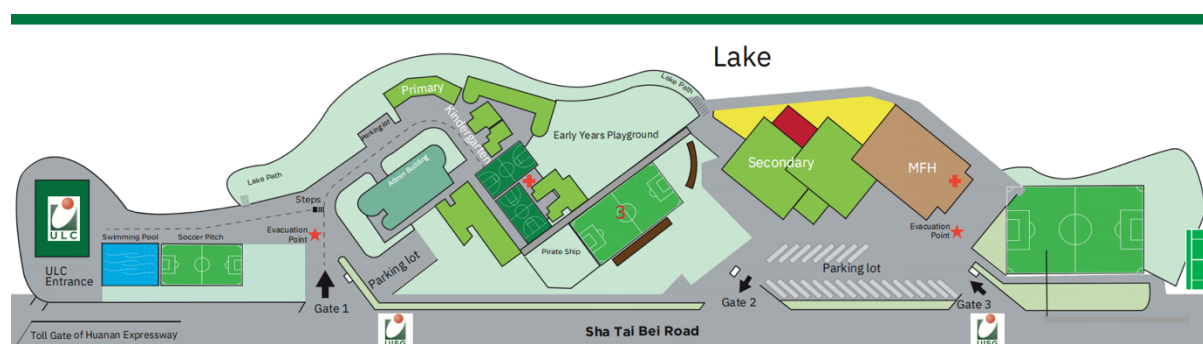 Lake
Lake Path
Primary
Kindergarten
Parking lot
Early Years Playground
Secondary
MFH
Admin Building
Lake Path
Steps
ULC
3
Evacuation
Point
Evacuation
Point
Swimming Pool
Soccer Pitch
Pirate Ship
ULC
Entrance
Parking lot
Parking lot
Gate 1
Gate 2
Gate 3
Toll Gate of Huanan Expressway
Sha Tai Bei Road
UISG
UISG